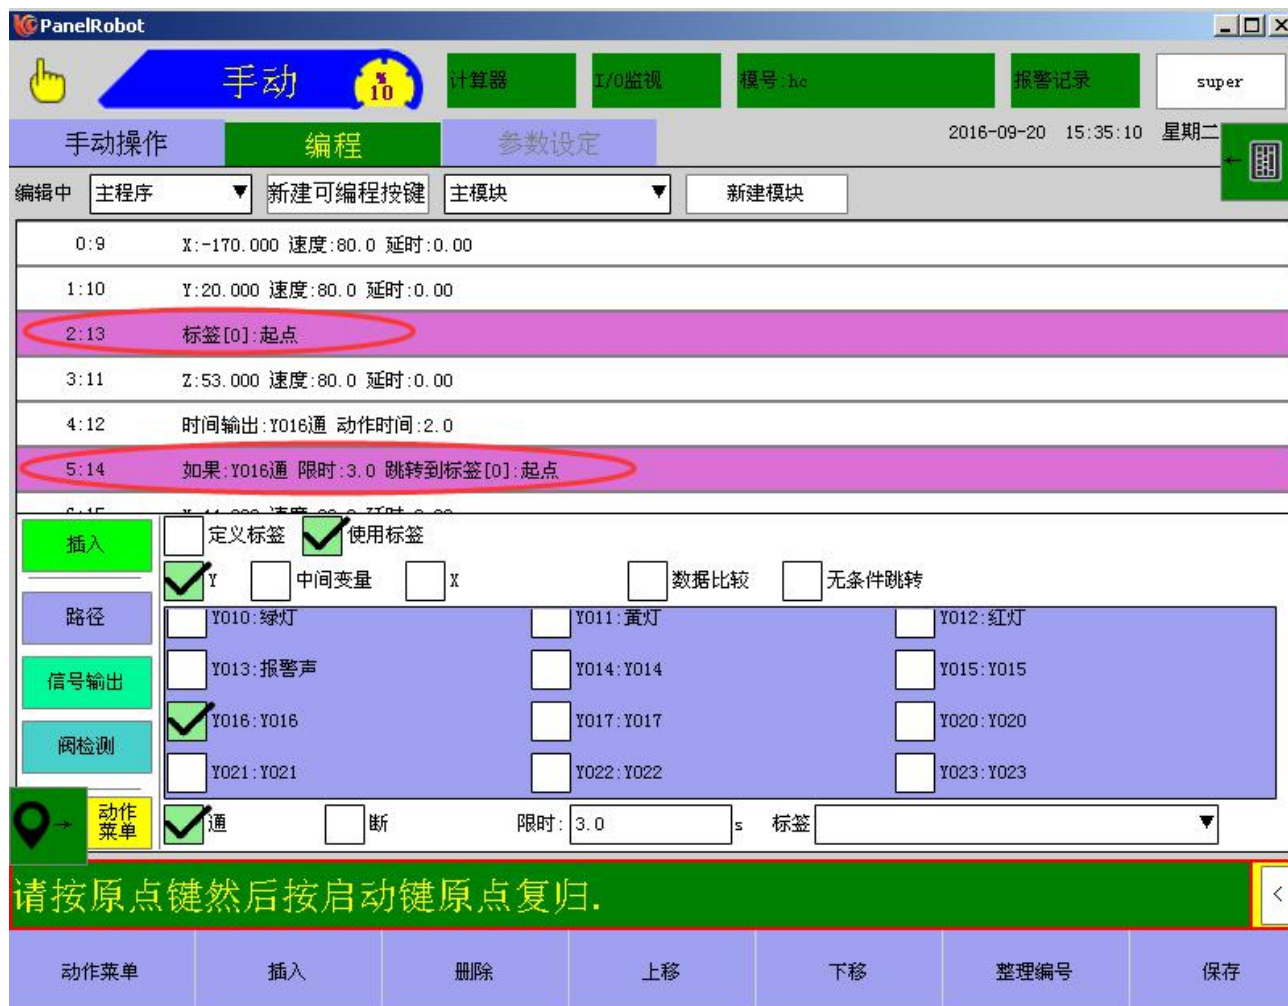 PanelRobot
手动 % 10 计算器 I/O监视 模号:hc 报警记录 super
手动操作 编程 参数设定 2016-09-20 15:35:10 星期二
编辑中 主程序 新建可编程按键 主模块 新建模块
0:9 X:-170.000 速度:80.0 延时:0.00
1:10 Y:20.000 速度:80.0 延时:0.00
2:13 标签[0]:起点
3:11 Z:53.000 速度:80.0 延时:0.00
4:12 时间输出:Y016通 动作时间:2.0
5:14 如果:Y016通 限时:3.0 跳转到标签[0]:起点
插入 定义标签 使用标签
Y 中间变量 X 数据比较 无条件跳转
路径 Y010:绿灯 Y011:黄灯 Y012:红灯
信号输出 Y013:报警声 Y014:Y014 Y015:Y015
Y016:Y016 Y017:Y017 Y020:Y020
阀检测 Y021:Y021 Y022:Y022 Y023:Y023
动作菜单 通 断 限时: 3.0 s 标签
请按原点键然后按启动键原点复归. <
动作菜单 插入 删除 上移 下移 整理编号 保存